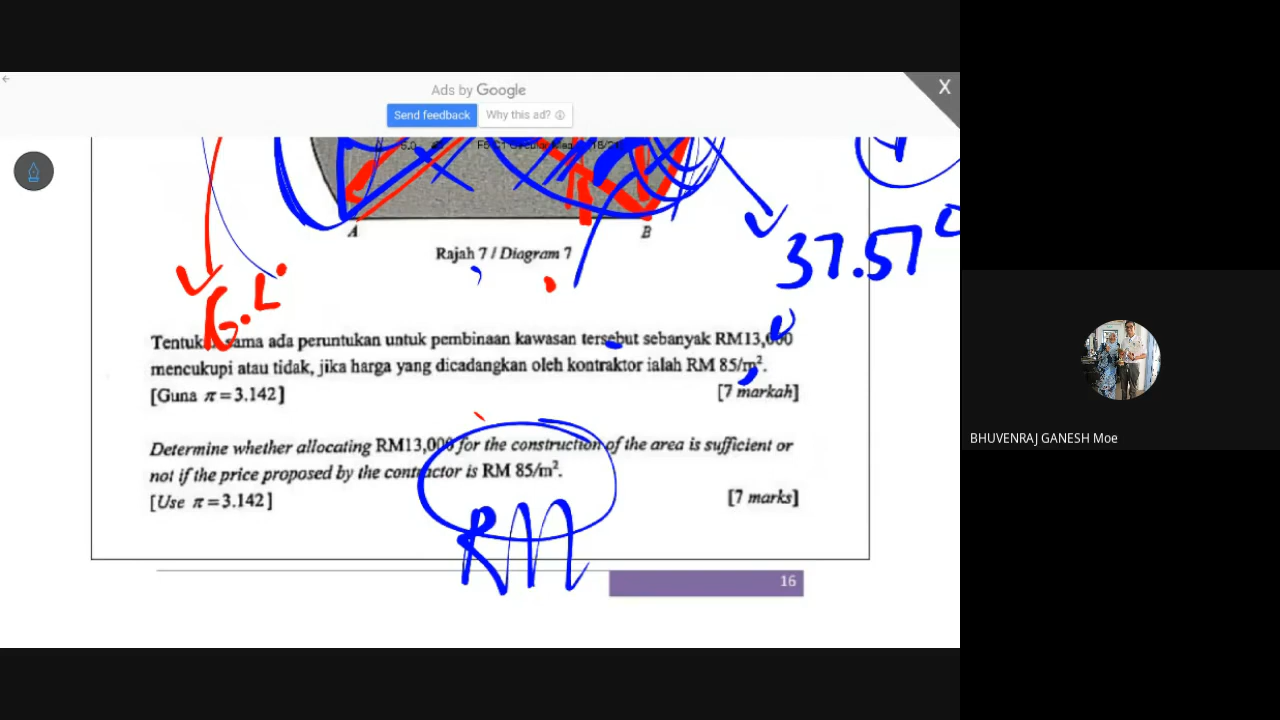 Ads by Google
X
Send feedback
Why this ad?
A
B
Rajah 7 / Diagram 7
37.57°
6.
sama ada peruntukan untuk pembinaan kawasan tersebut sebanyak RM13,000
mencukupi atau tidak, jika harga yang dicadangkan oleh kontraktor ialah RM 85/m².
[Guna π = 3.142]
[7 markah]
Determine whether allocating RM13,000 for the construction of the area is sufficient or
not if the price proposed by the contractor is RM 85/m².
[Use π = 3.142]
[7 marks]
RM
16
BHUVENRAJ GANESH Moe